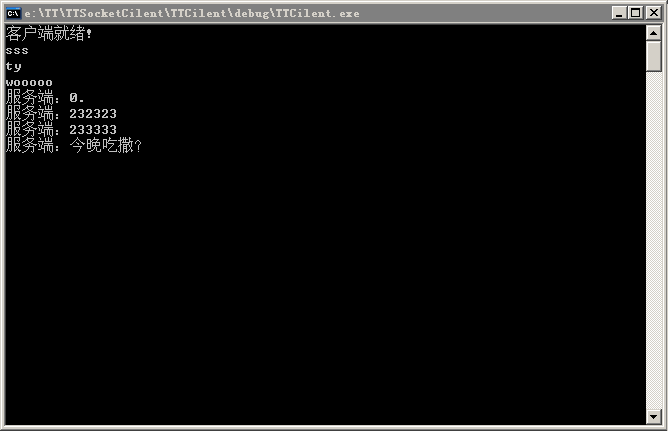 e:\TT\TTSocketCilent\TTCilent\debug\TTCilent.exe
客户端就绪!
sss
ty
wooooo
服务端：0.
服务端：232323
服务端：233333
服务端：今晚吃撒?